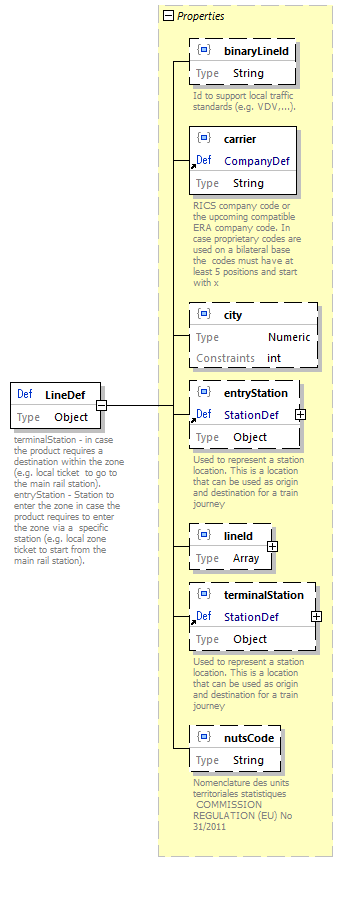 Properties
binaryLineId
Type String
Id to support local traffic
standards (e.g. VDV,...).
carrier
Def CompanyDef
Type String
RICS company code or
the upcoming compatible
ERA company code. In
case proprietary codes are
used on a bilateral base
the codes must have at
least 5 positions and start
with x
city
Type Numeric
Constraints int
Def LineDef
Type Object
terminalStation - in case
the product requires a
destination within the zone
(e.g. local ticket to go to
the main rail station).
entryStation - Station to
enter the zone in case the
product requires to enter
the zone via a specific
station (e.g. local zone
ticket to start from the
main rail station).
entryStation
Def StationDef
Type Object
Used to represent a station
location. This is a location
that can be used as origin
and destination for a train
journey
lineId
Type Array
terminalStation
Def StationDef
Type Object
Used to represent a station
location. This is a location
that can be used as origin
and destination for a train
journey
nutsCode
Type String
Nomenclature des units
territoriales statistiques
COMMISSION
REGULATION (EU) No
31/2011